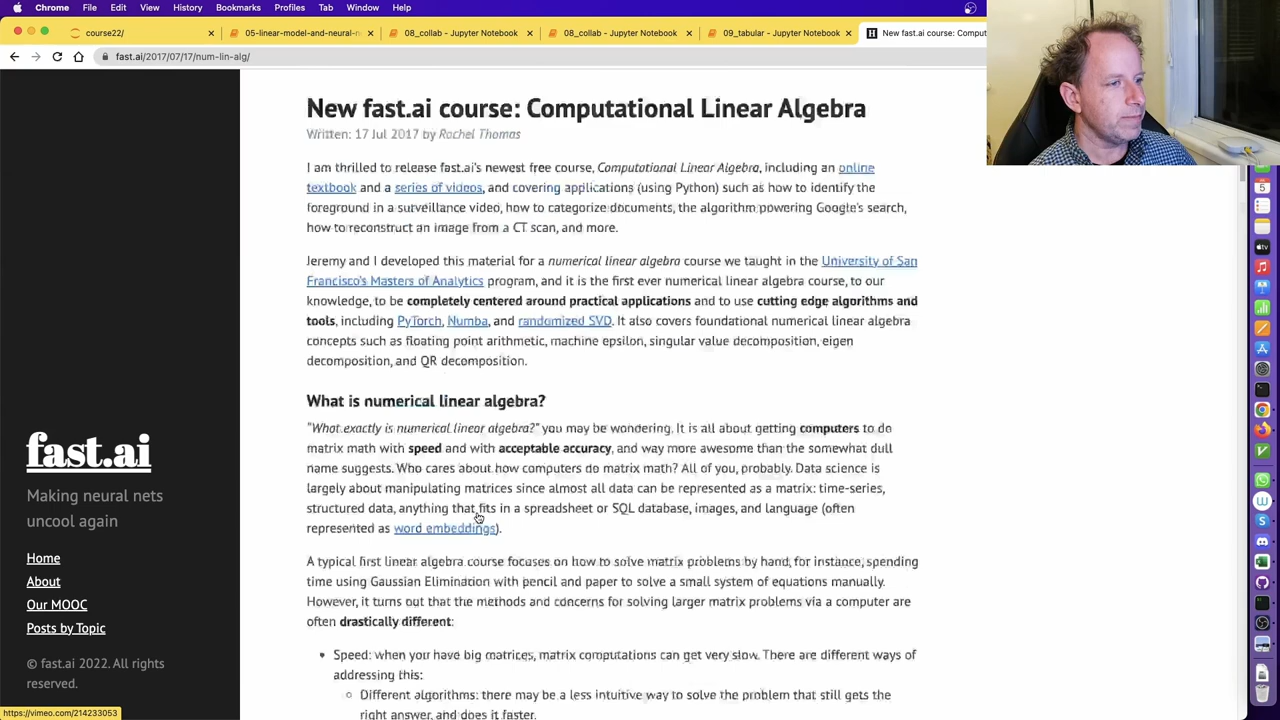 Chrome File Edit View History Bookmarks Profiles Tab Window Help
course22/ 05-linear-model-and-neural-n 08_collab - Jupyter Notebook 08_collab - Jupyter Notebook 09_tabular - Jupyter Notebook New fast.ai course: Computat
fast.ai/2017/07/17/num-lin-alg/
New fast.ai course: Computational Linear Algebra
Written: 17 Jul 2017 by Rachel Thomas
I am thrilled to release fast.ai's newest free course, Computational Linear Algebra, including an online
textbook and a series of videos, and covering applications (using Python) such as how to identify the
foreground in a surveillance video, how to categorize documents, the algorithm powering Google's search,
how to reconstruct an image from a CT scan, and more.
Jeremy and I developed this material for a numerical linear algebra course we taught in the University of San
Francisco's Masters of Analytics program, and it is the first ever numerical linear algebra course, to our
knowledge, to be completely centered around practical applications and to use cutting edge algorithms and
tools, including PyTorch, Numba, and randomized SVD. It also covers foundational numerical linear algebra
concepts such as floating point arithmetic, machine epsilon, singular value decomposition, eigen
decomposition, and QR decomposition.
What is numerical linear algebra?
"What exactly is numerical linear algebra?" you may be wondering. It is all about getting computers to do
matrix math with speed and with acceptable accuracy, and way more awesome than the somewhat dull
name suggests. Who cares about how computers do matrix math? All of you, probably. Data science is
largely about manipulating matrices since almost all data can be represented as a matrix: time-series,
structured data, anything that fits in a spreadsheet or SQL database, images, and language (often
represented as word embeddings).
A typical first linear algebra course focuses on how to solve matrix problems by hand, for instance, spending
time using Gaussian Elimination with pencil and paper to solve a small system of equations manually.
However, it turns out that the methods and concerns for solving larger matrix problems via a computer are
often drastically different:
Speed: when you have big matrices, matrix computations can get very slow. There are different ways of
addressing this:
Different algorithms: there may be a less intuitive way to solve the problem that still gets the
right answer, and does it faster.
fast.ai
Making neural nets
uncool again
Home
About
Our MOOC
Posts by Topic
© fast.ai 2022. All rights
reserved.
https://vimeo.com/214233053
5